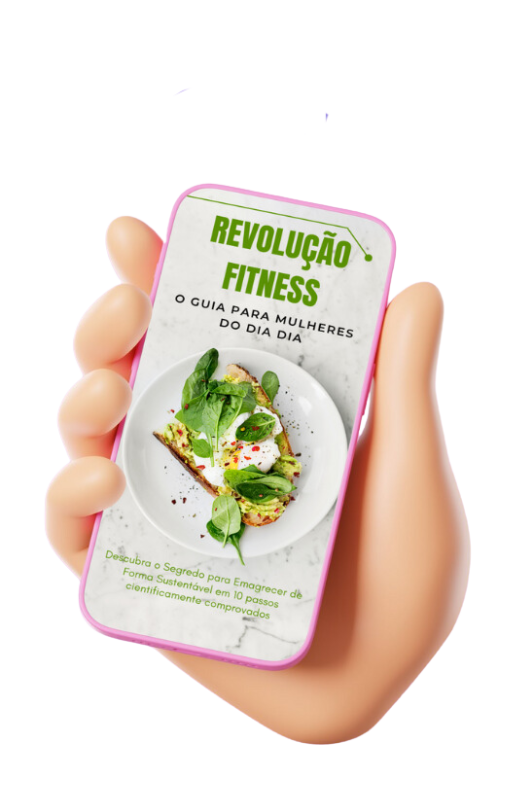 REVOLUÇÃO
FITNESS
O GUIA PARA MULHERES
DO DIA DIA
Descubra o Segredo para Emagrecer de
Forma Sustentável em 10 passos
cientificamente comprovados